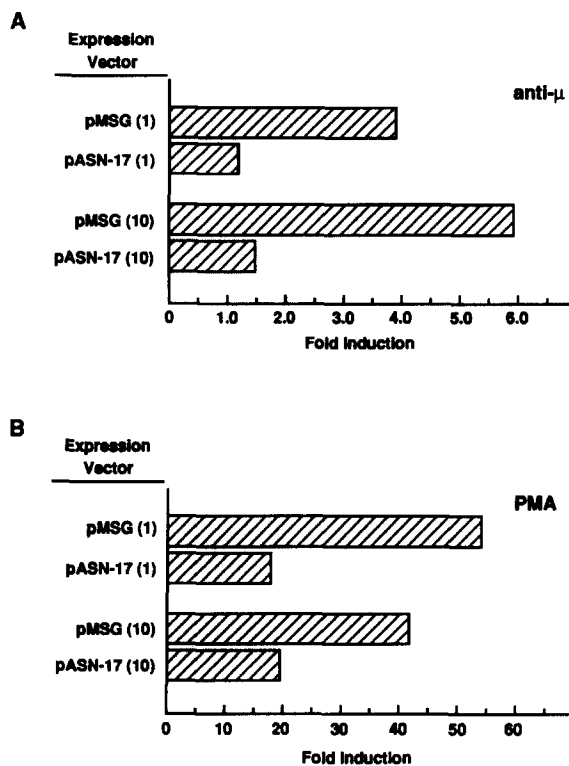 A
Expression
Vector
anti-μ
pMSG (1)
pASN-17 (1)
pMSG (10)
pASN-17 (10)
0 1.0 2.0 3.0 4.0 5.0 6.0
Fold Induction
B
Expression
Vector
PMA
pMSG (1)
pASN-17 (1)
pMSG (10)
pASN-17 (10)
0 10 20 30 40 50 60
Fold Induction